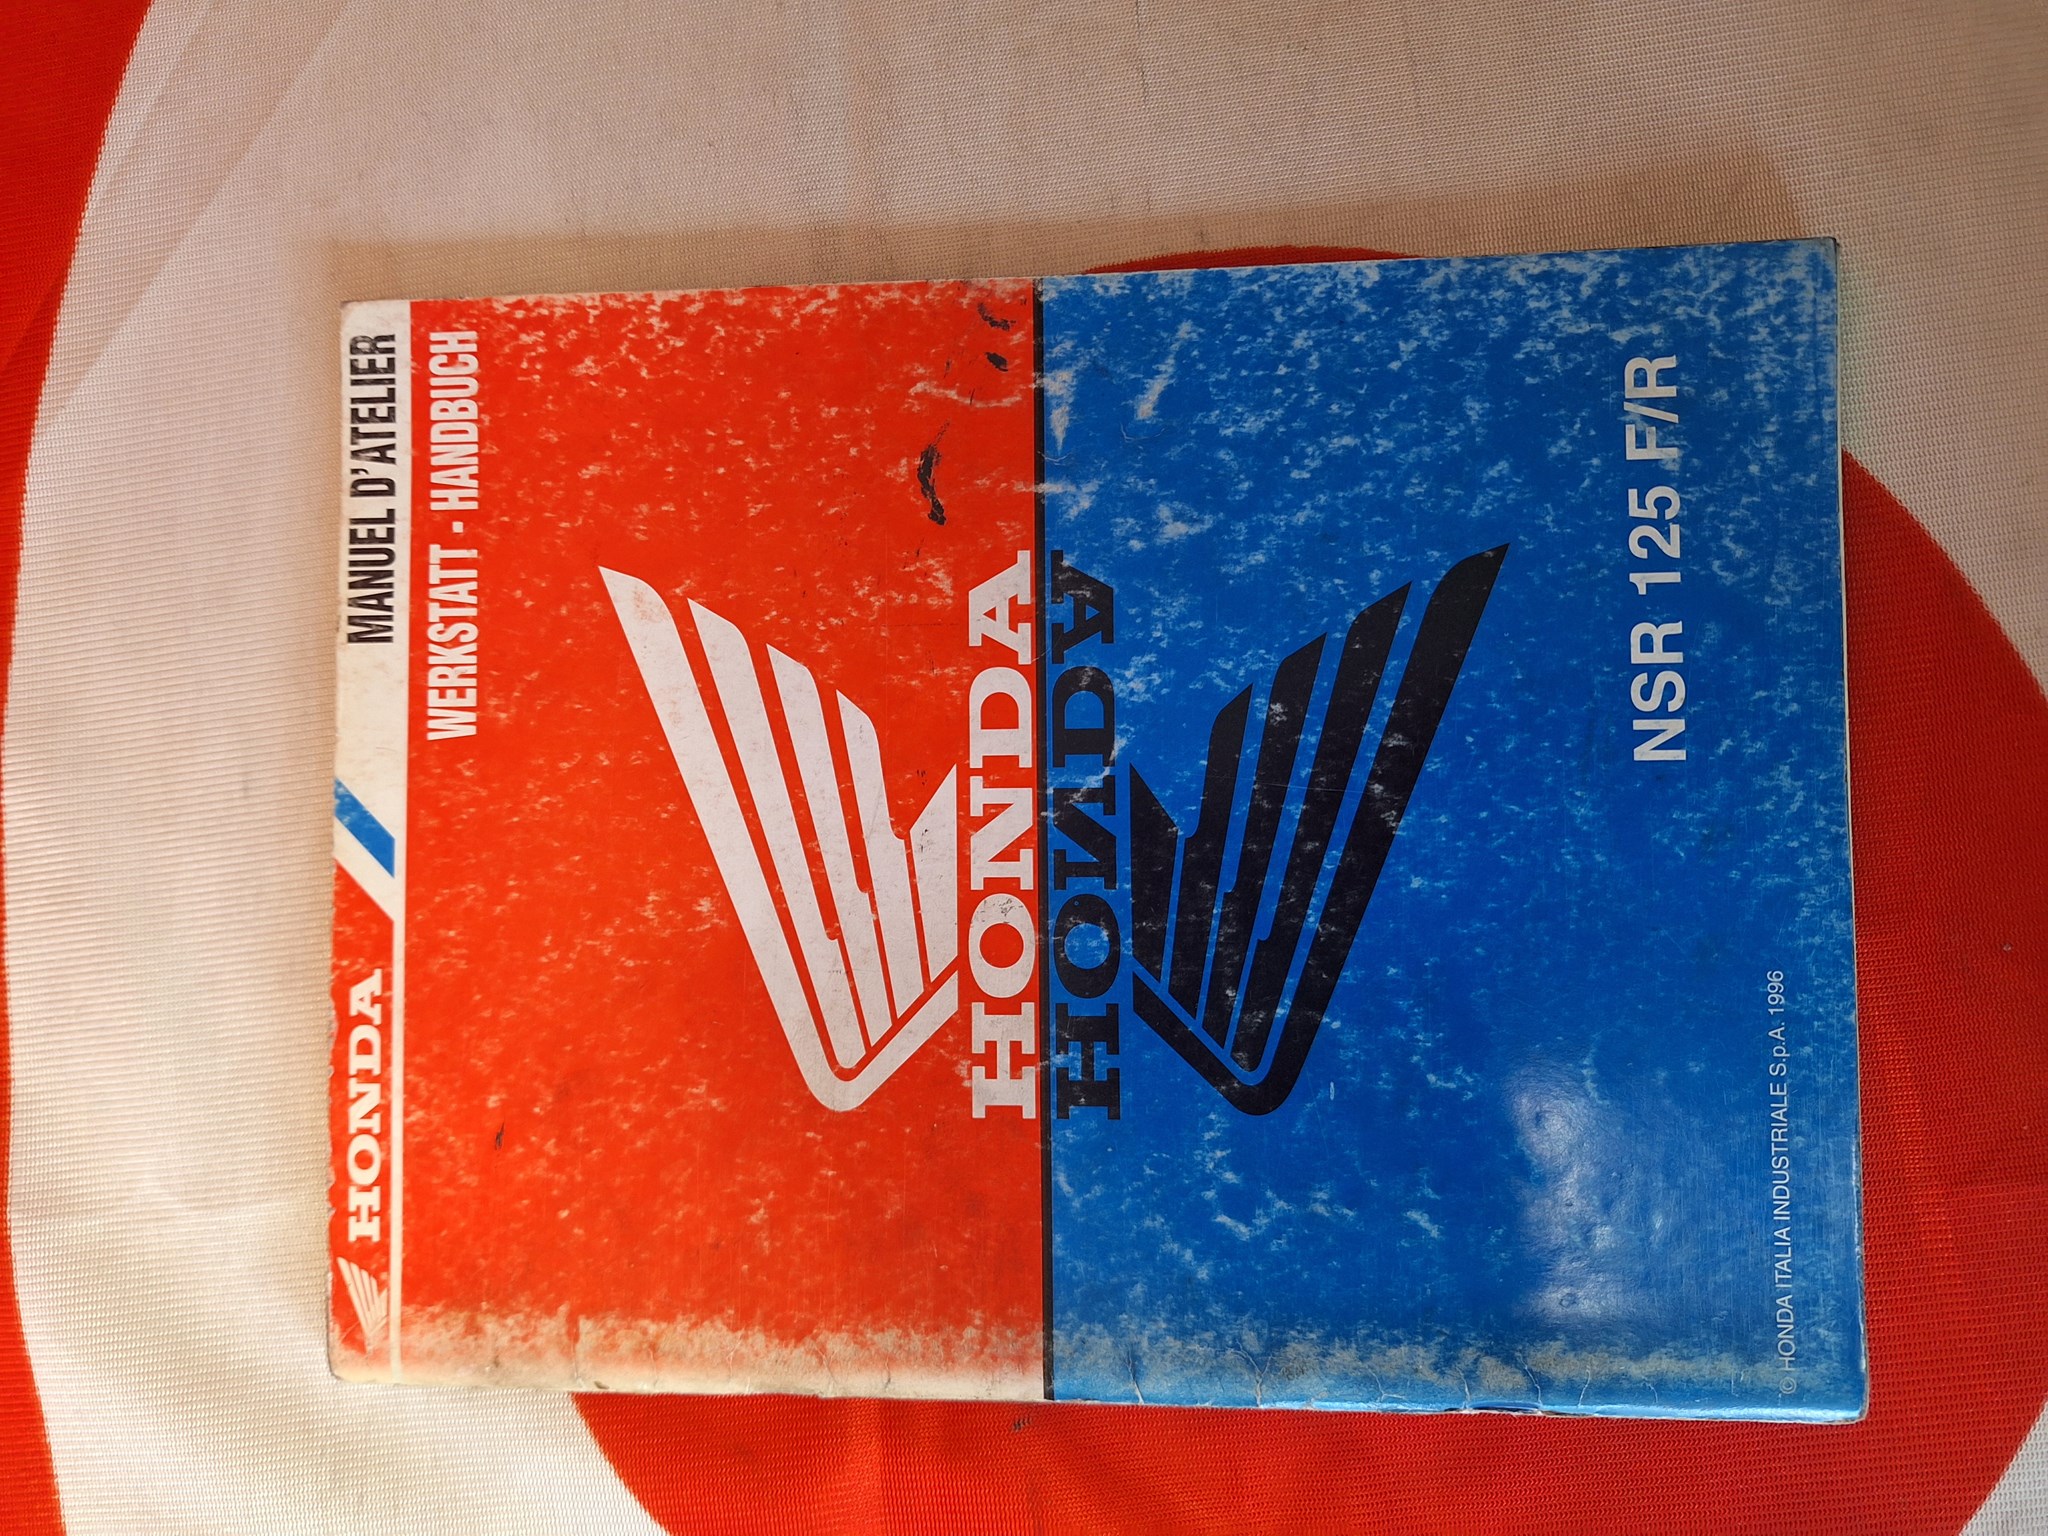 HONDA
MANUEL D'ATELIER
WERKSTATT - HANDBUCH
HONDA
HONDA
NSR 125 F/R
© HONDA ITALIA INDUSTRIALE S.p.A. 1996